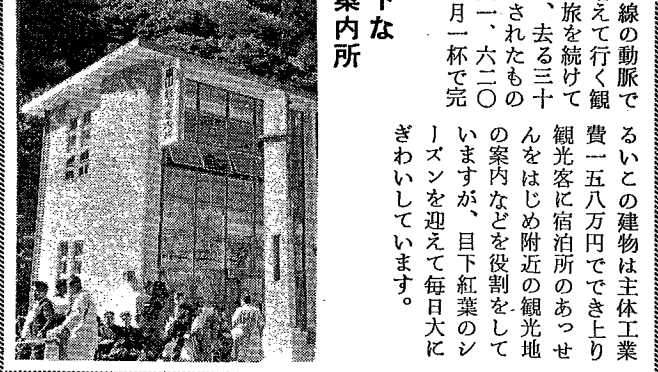 線の動脈で
えて行く観
旅を続けて
、去る三十
されたもの
一、六二〇
月一杯で完
な
案内所
るいこの建物は主体工業
費一五八万円ででき上り
観光客に宿泊所のあっせ
んをはじめ附近の観光地
の案内などを役割をして
いますが、目下紅葉のシ
ーズンを迎えて毎日大に
ぎわいしています。